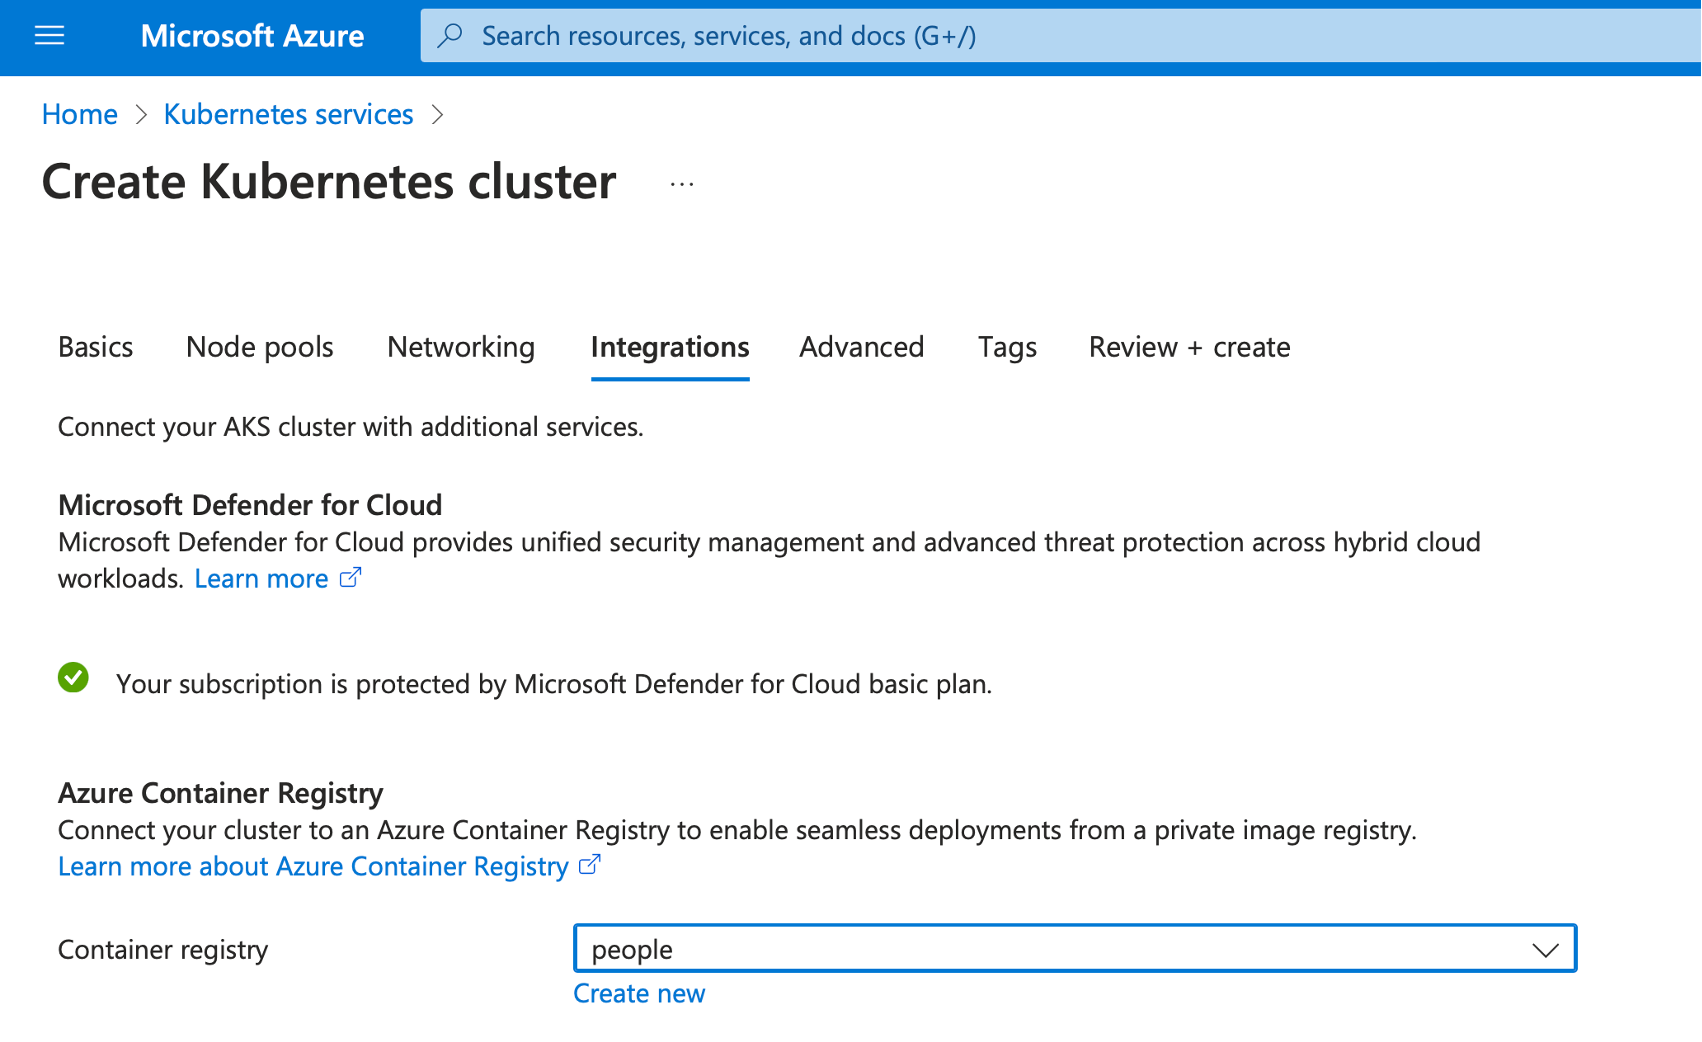 Microsoft Azure
Search resources, services, and docs (G+/)
Home > Kubernetes services >
Create Kubernetes cluster ...
Basics Node pools Networking Integrations Advanced Tags Review + create
Connect your AKS cluster with additional services.
Microsoft Defender for Cloud
Microsoft Defender for Cloud provides unified security management and advanced threat protection across hybrid cloud
workloads. Learn more
Your subscription is protected by Microsoft Defender for Cloud basic plan.
Azure Container Registry
Connect your cluster to an Azure Container Registry to enable seamless deployments from a private image registry.
Learn more about Azure Container Registry
Container registry people
Create new